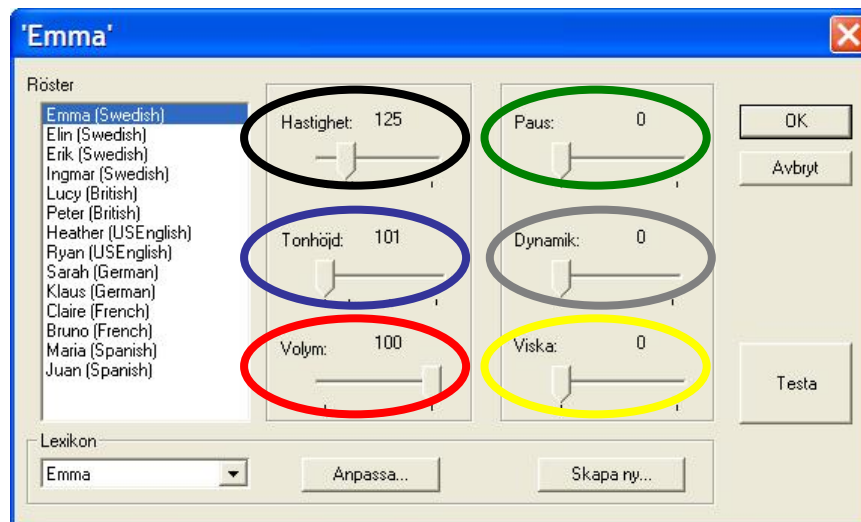 'Emma'
Röster
Emma (Swedish)
Elin (Swedish)
Erik (Swedish)
Ingmar (Swedish)
Lucy (British)
Peter (British)
Heather (USEnglish)
Ryan (USEnglish)
Sarah (German)
Klaus (German)
Claire (French)
Bruno (French)
Maria (Spanish)
Juan (Spanish)
Hastighet: 125
Tonhöjd: 101
Volym: 100
Paus: 0
Dynamik: 0
Viska: 0
OK
Avbryt
Testa
Lexikon
Emma
Anpassa...
Skapa ny...